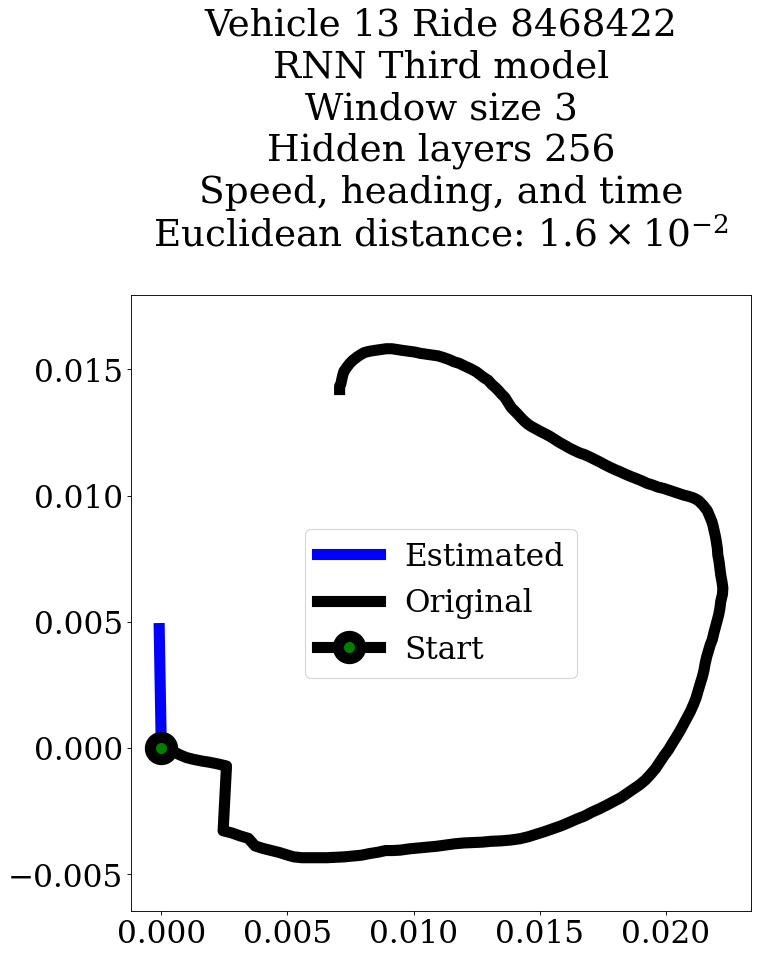 Vehicle 13 Ride 8468422
RNN Third model
Window size 3
Hidden layers 256
Speed, heading, and time
Euclidean distance: 1.6 × 10⁻²
0.015
0.010
0.005
0.000
−0.005
Estimated
Original
Start
0.000 0.005 0.010 0.015 0.020